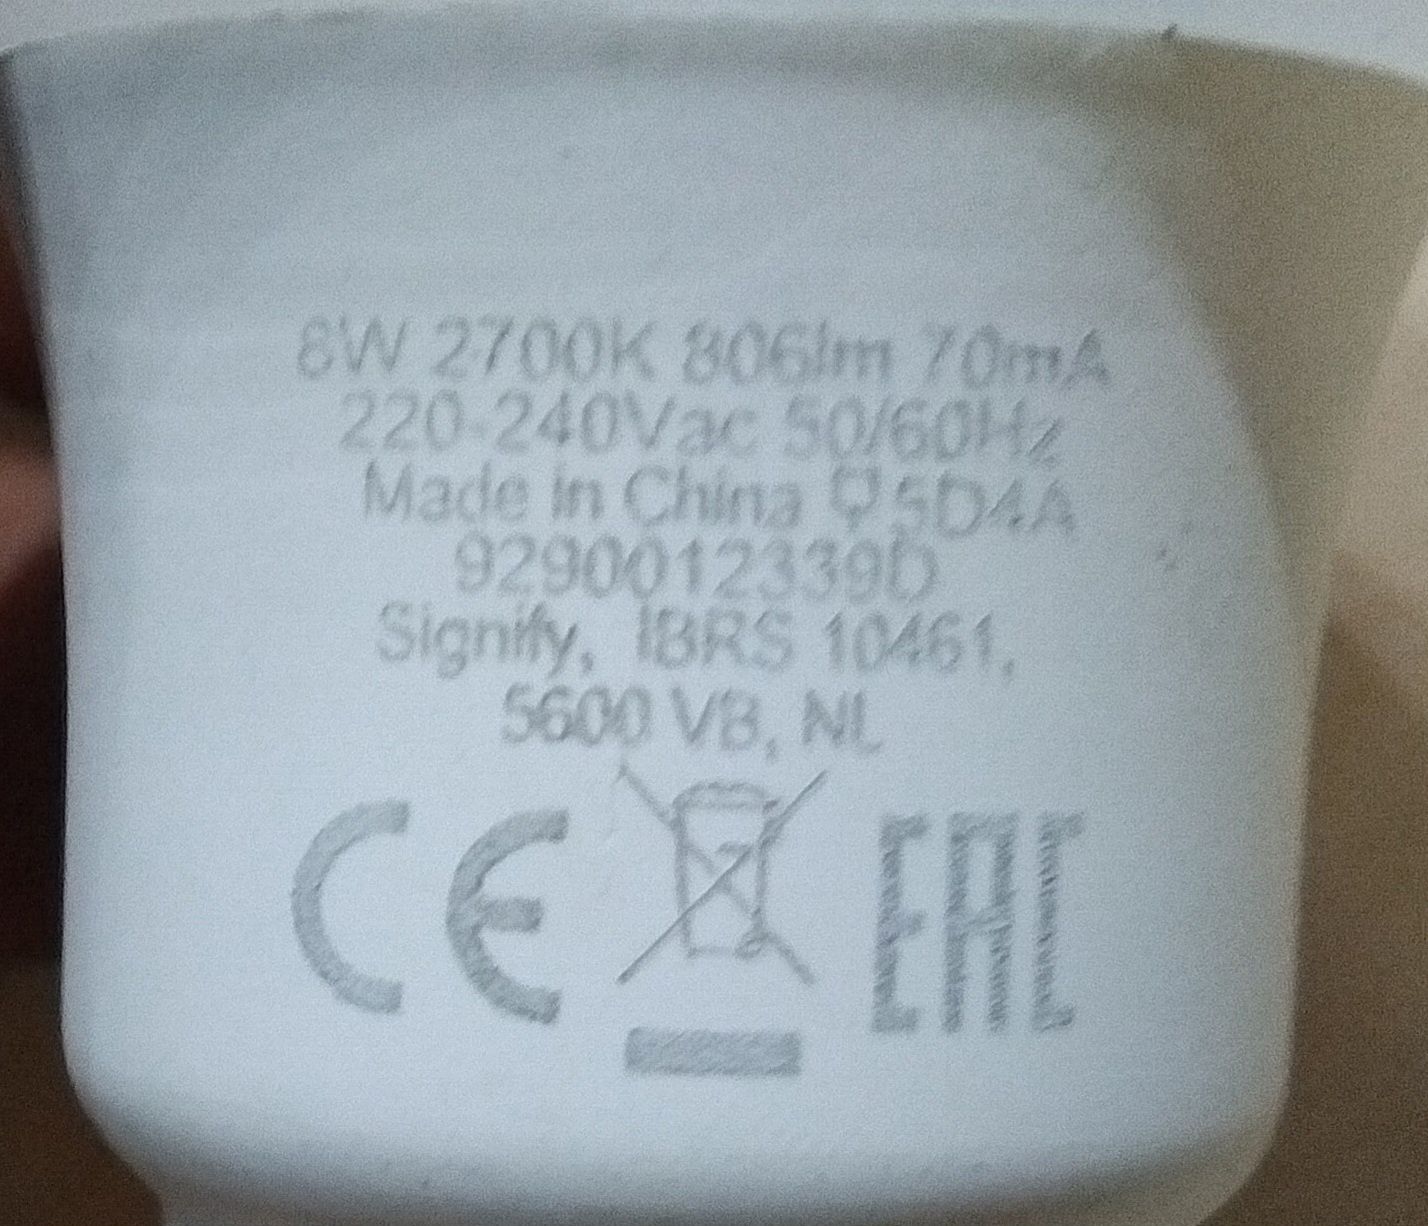 8W 2700K 806lm 70mA
220-240Vac 50/60Hz
Made in China 5D4A
9290012339D
Signify, IBRS 10461,
5600 VB, NL
CE EAC